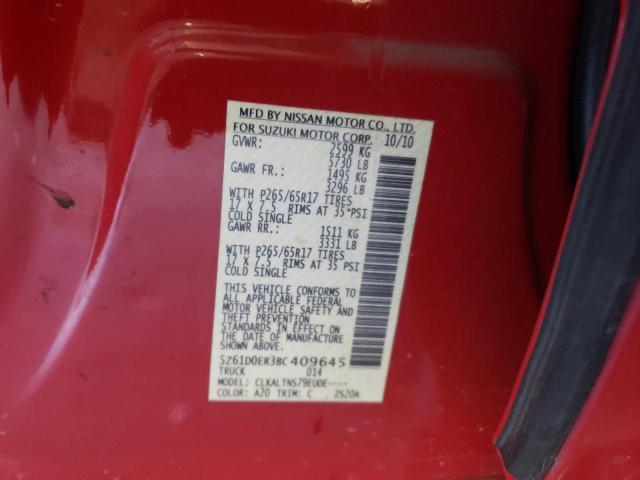 MFD BY NISSAN MOTOR CO., LTD.
FOR SUZUKI MOTOR CORP. 10/10
GVWR: 2599 KG
5730 LB
GAWR FR.: 1495 KG
3296 LB
WITH P265/65R17 TIRES
17 X 7.5 RIMS AT 35 PSI
COLD SINGLE
GAWR RR.: 1511 KG
3331 LB
WITH P265/65R17 TIRES
17 X 7.5 RIMS AT 35 PSI
COLD SINGLE
THIS VEHICLE CONFORMS TO
ALL APPLICABLE FEDERAL
MOTOR VEHICLE SAFETY AND
THEFT PREVENTION
STANDARDS IN EFFECT ON
THE DATE OF MANUFACTURE
SHOWN ABOVE.
5Z61D0ER3BC409645
TRUCK 014
MODEL: CLKALTNS79EU0E----
COLOR: A20 TRIM: C ZS20A